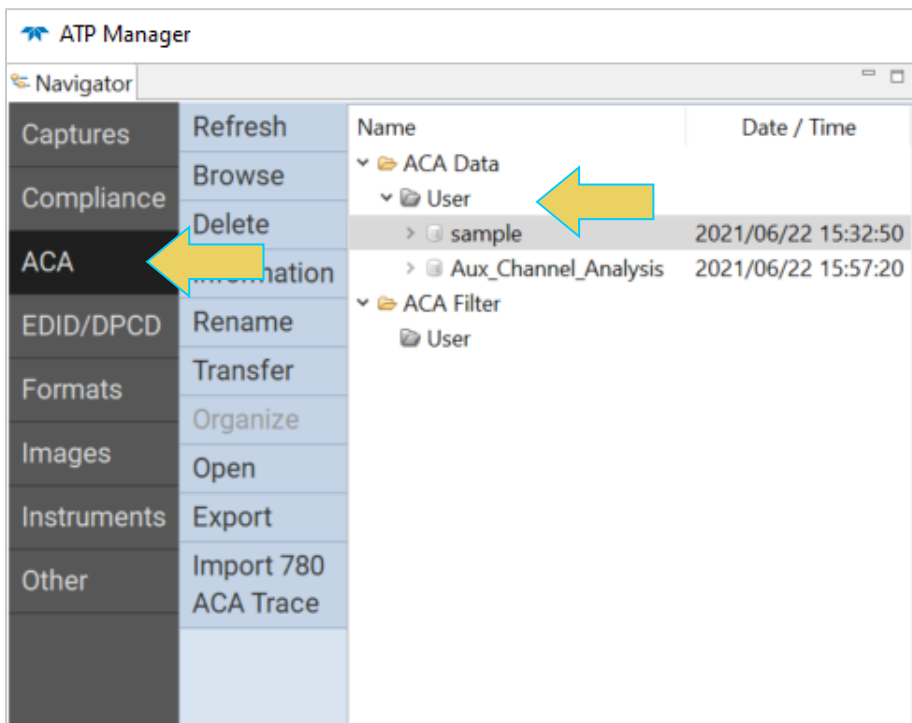 ATP Manager
Navigator
Captures
Compliance
ACA
EDID/DPCD
Formats
Images
Instruments
Other
Refresh
Browse
Delete
Information
Rename
Transfer
Organize
Open
Export
Import 780
ACA Trace
Name Date / Time
ACA Data
User
sample 2021/06/22 15:32:50
Aux_Channel_Analysis 2021/06/22 15:57:20
ACA Filter
User